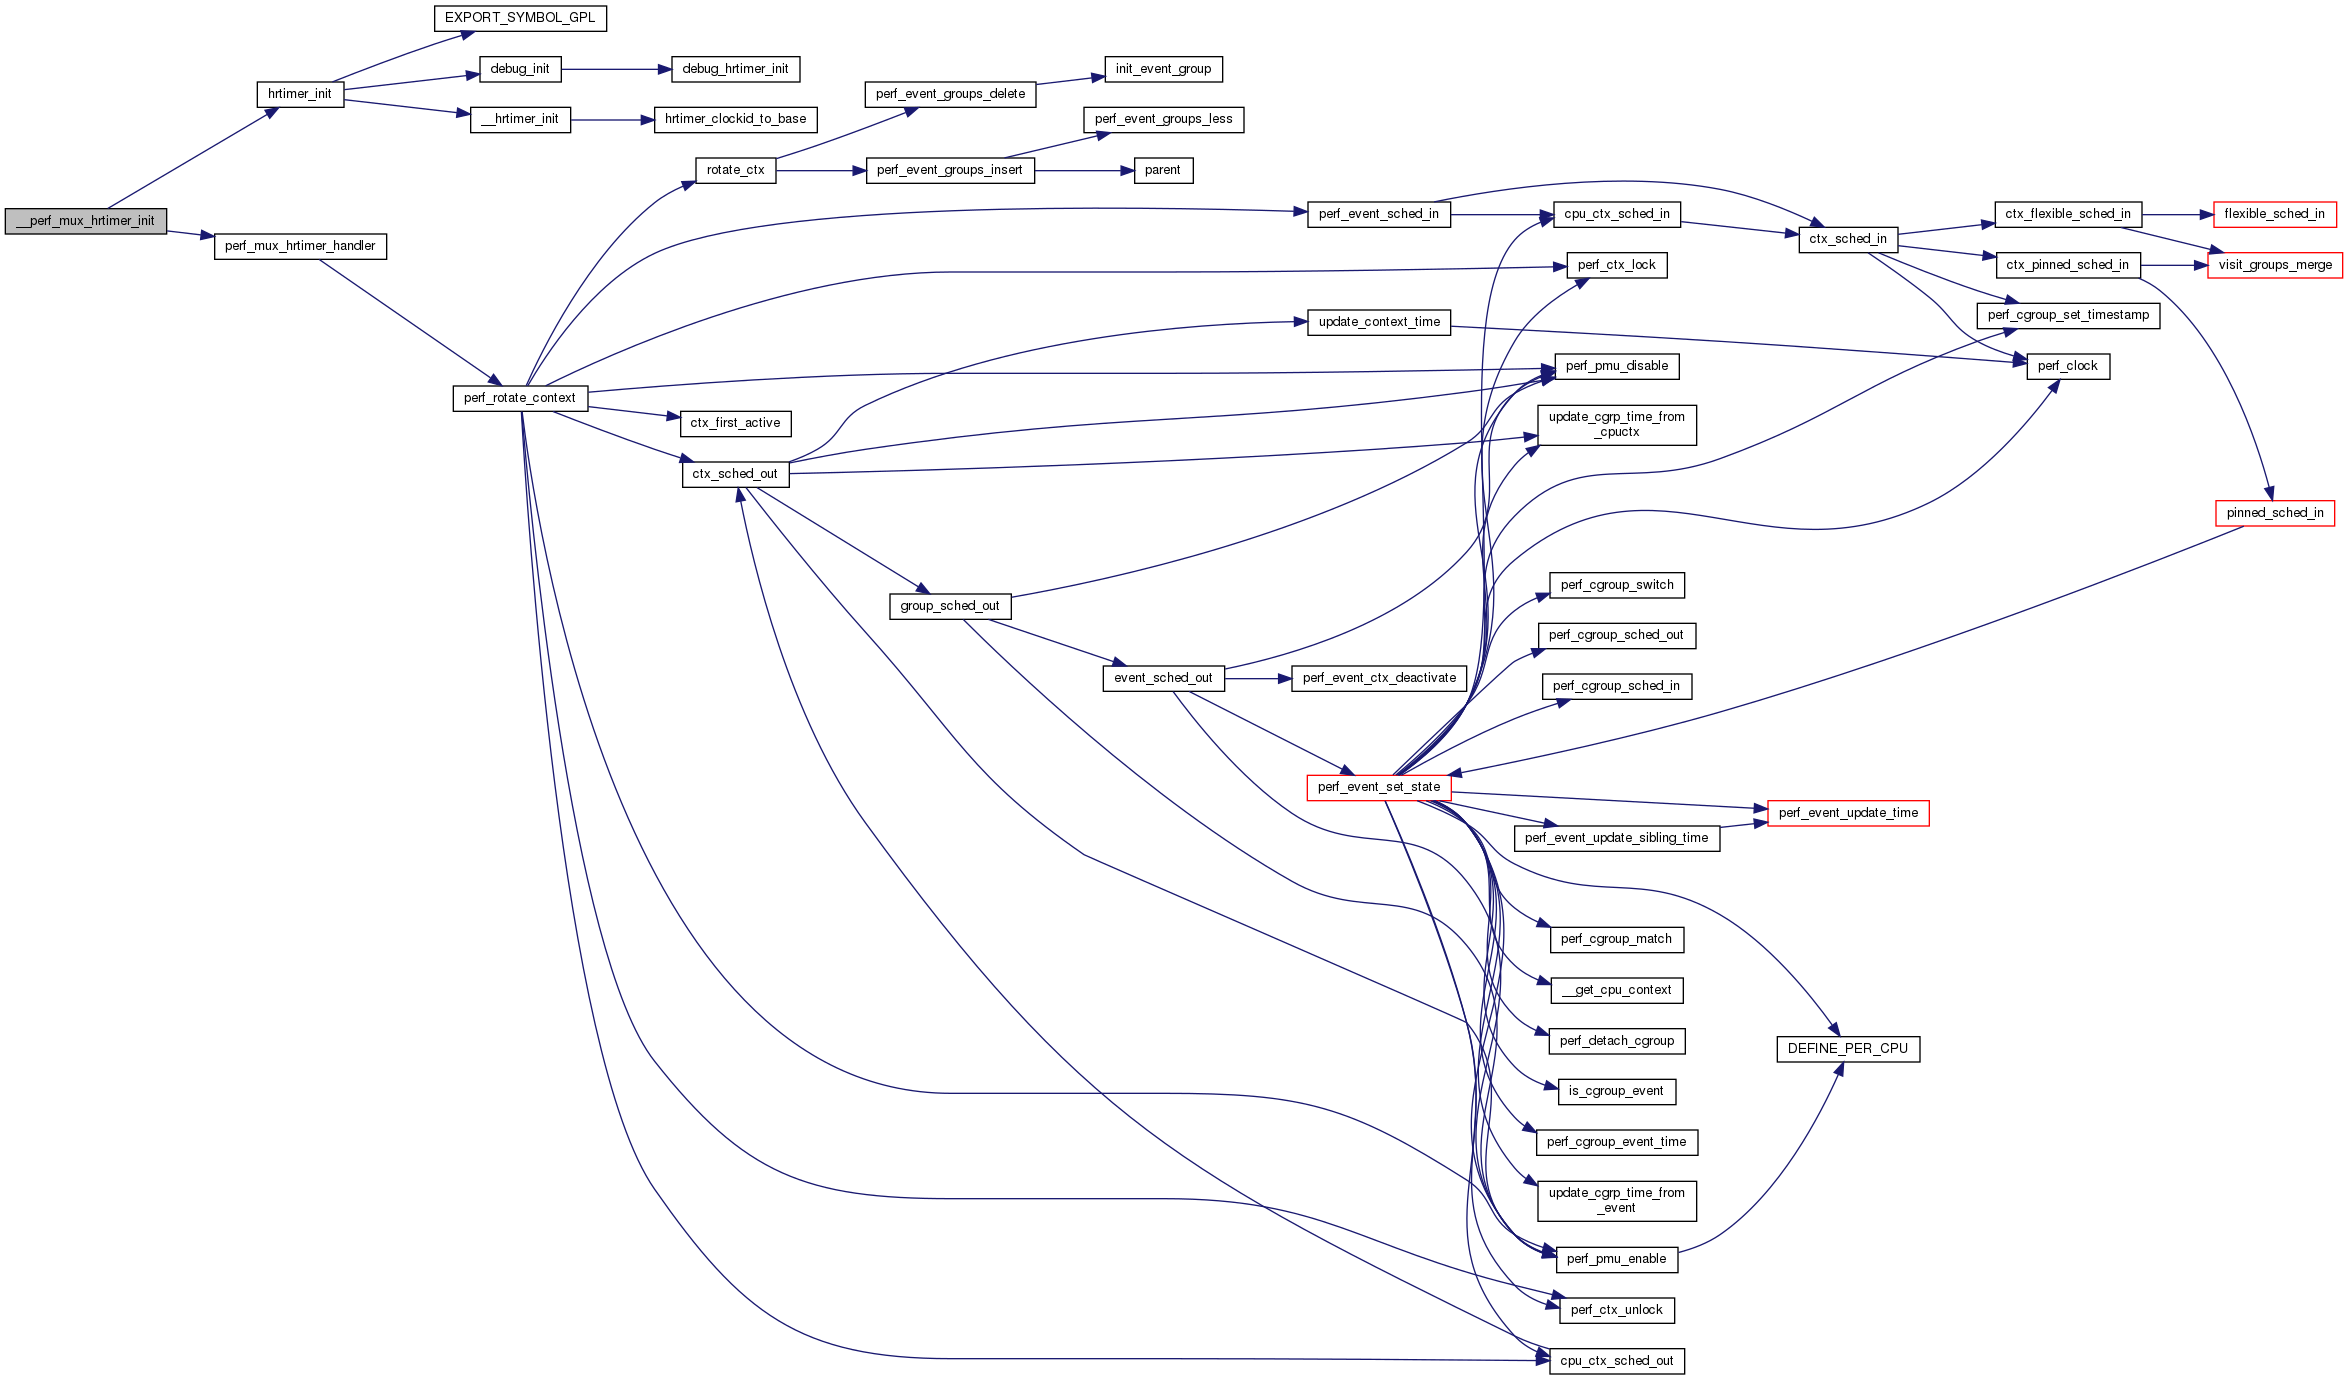 EXPORT_SYMBOL_GPL
debug_init
debug_hrtimer_init
init_event_group
hrtimer_init
perf_event_groups_delete
__hrtimer_init
hrtimer_clockid_to_base
perf_event_groups_less
rotate_ctx
perf_event_groups_insert
parent
__perf_mux_hrtimer_init
perf_event_sched_in
cpu_ctx_sched_in
ctx_flexible_sched_in
flexible_sched_in
perf_mux_hrtimer_handler
ctx_sched_in
perf_ctx_lock
ctx_pinned_sched_in
visit_groups_merge
update_context_time
perf_cgroup_set_timestamp
perf_pmu_disable
perf_clock
perf_rotate_context
ctx_first_active
update_cgrp_time_from
_cpuctx
ctx_sched_out
pinned_sched_in
perf_cgroup_switch
group_sched_out
perf_cgroup_sched_out
event_sched_out
perf_event_ctx_deactivate
perf_cgroup_sched_in
perf_event_set_state
perf_event_update_time
perf_event_update_sibling_time
perf_cgroup_match
__get_cpu_context
perf_detach_cgroup
DEFINE_PER_CPU
is_cgroup_event
perf_cgroup_event_time
update_cgrp_time_from
_event
perf_pmu_enable
perf_ctx_unlock
cpu_ctx_sched_out